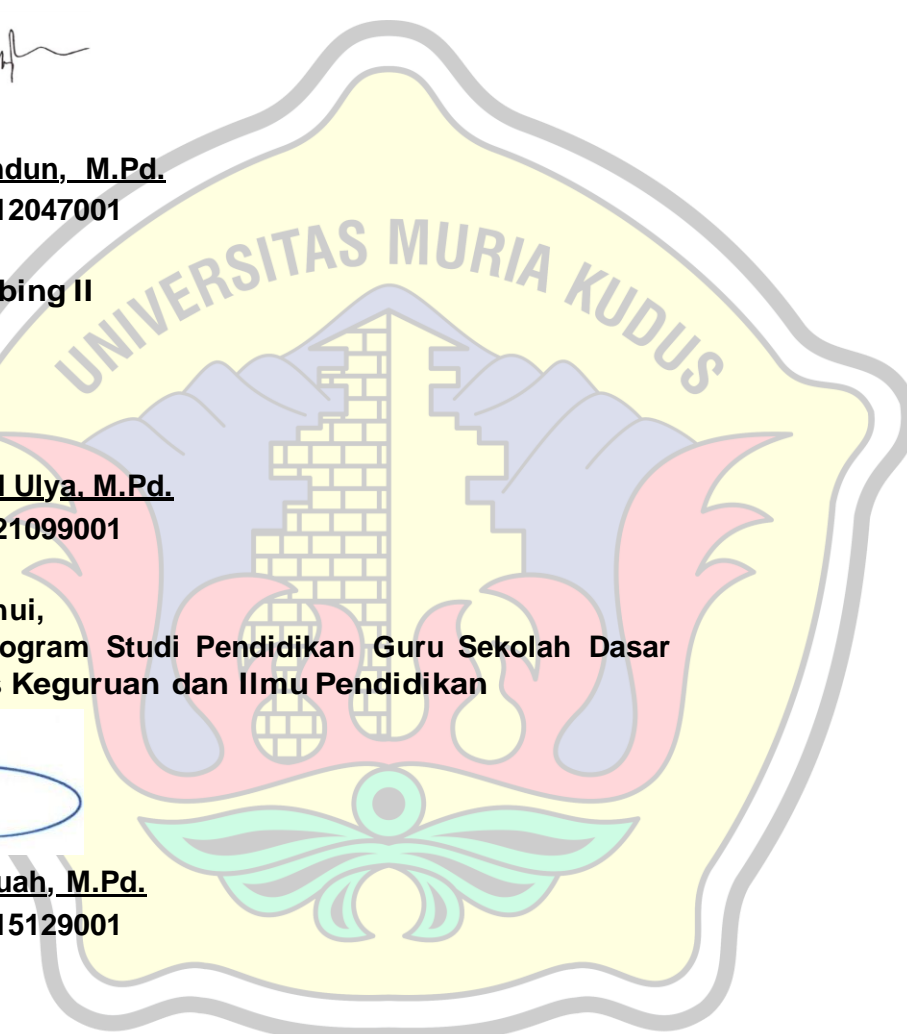 ndun, M.Pd.
12047001
UNIVERSITAS MURIA KUDUS
bing II
l Ulya, M.Pd.
21099001
hui,
ogram Studi Pendidikan Guru Sekolah Dasar
s Keguruan dan Ilmu Pendidikan
uah, M.Pd.
15129001